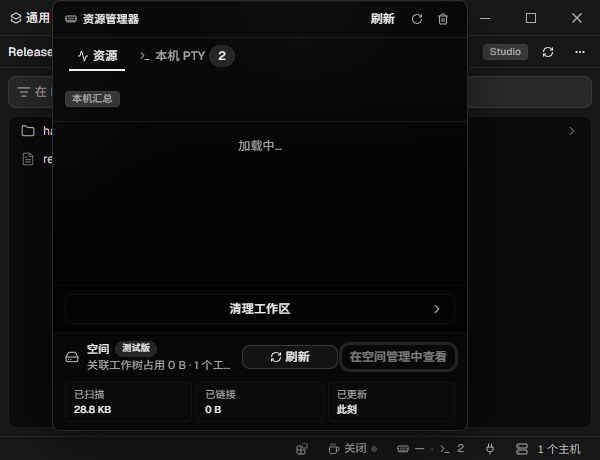 通用
资源管理器
刷新
Release
资源
本机 PTY 2
Studio
在
本机汇总
ha
加载中...
re
清理工作区
空间 测试版
关联工作树占用 0 B · 1 个工...
刷新
在空间管理中查看
已扫描
28.8 KB
已链接
0 B
已更新
此刻
关闭
— · 2
1 个主机